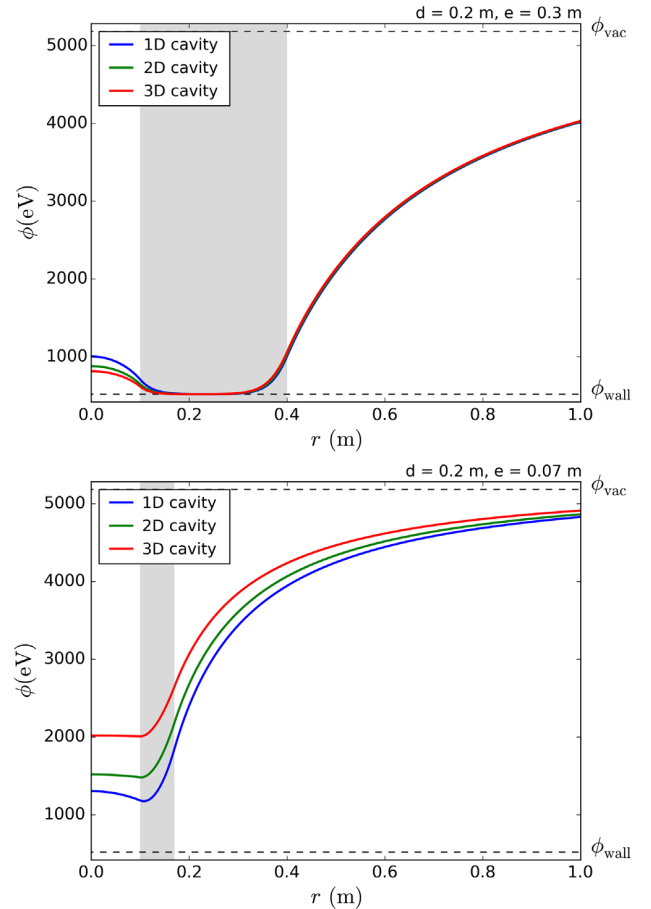 d = 0.2 m, e = 0.3 m
ϕvac
5000
1D cavity
2D cavity
3D cavity
4000
3000
ϕ(eV)
2000
1000
ϕwall
0.0 0.2 0.4 0.6 0.8 1.0
r (m)
d = 0.2 m, e = 0.07 m
ϕvac
5000
1D cavity
2D cavity
3D cavity
4000
3000
ϕ(eV)
2000
1000
ϕwall
0.0 0.2 0.4 0.6 0.8 1.0
r (m)